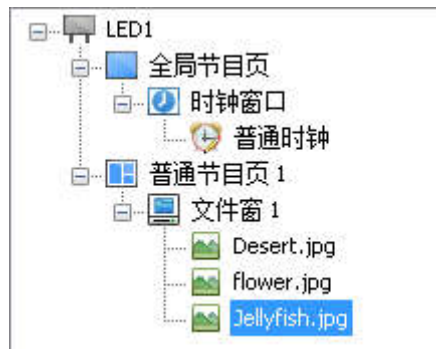 LED1
全局节目页
时钟窗口
普通时钟
普通节目页 1
文件窗 1
Desert.jpg
flower.jpg
Jellyfish.jpg